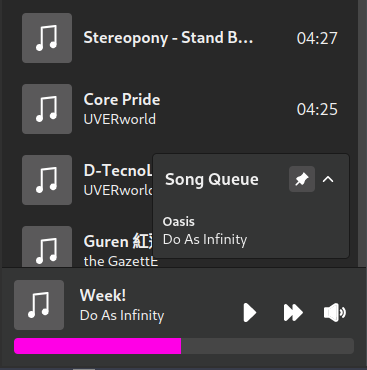 Stereopony - Stand B...
04:27
Core Pride
UVERworld
04:25
D-TecnoL
UVERworld
Song Queue
Oasis
Do As Infinity
Guren 紅
the GazettE
Week!
Do As Infinity